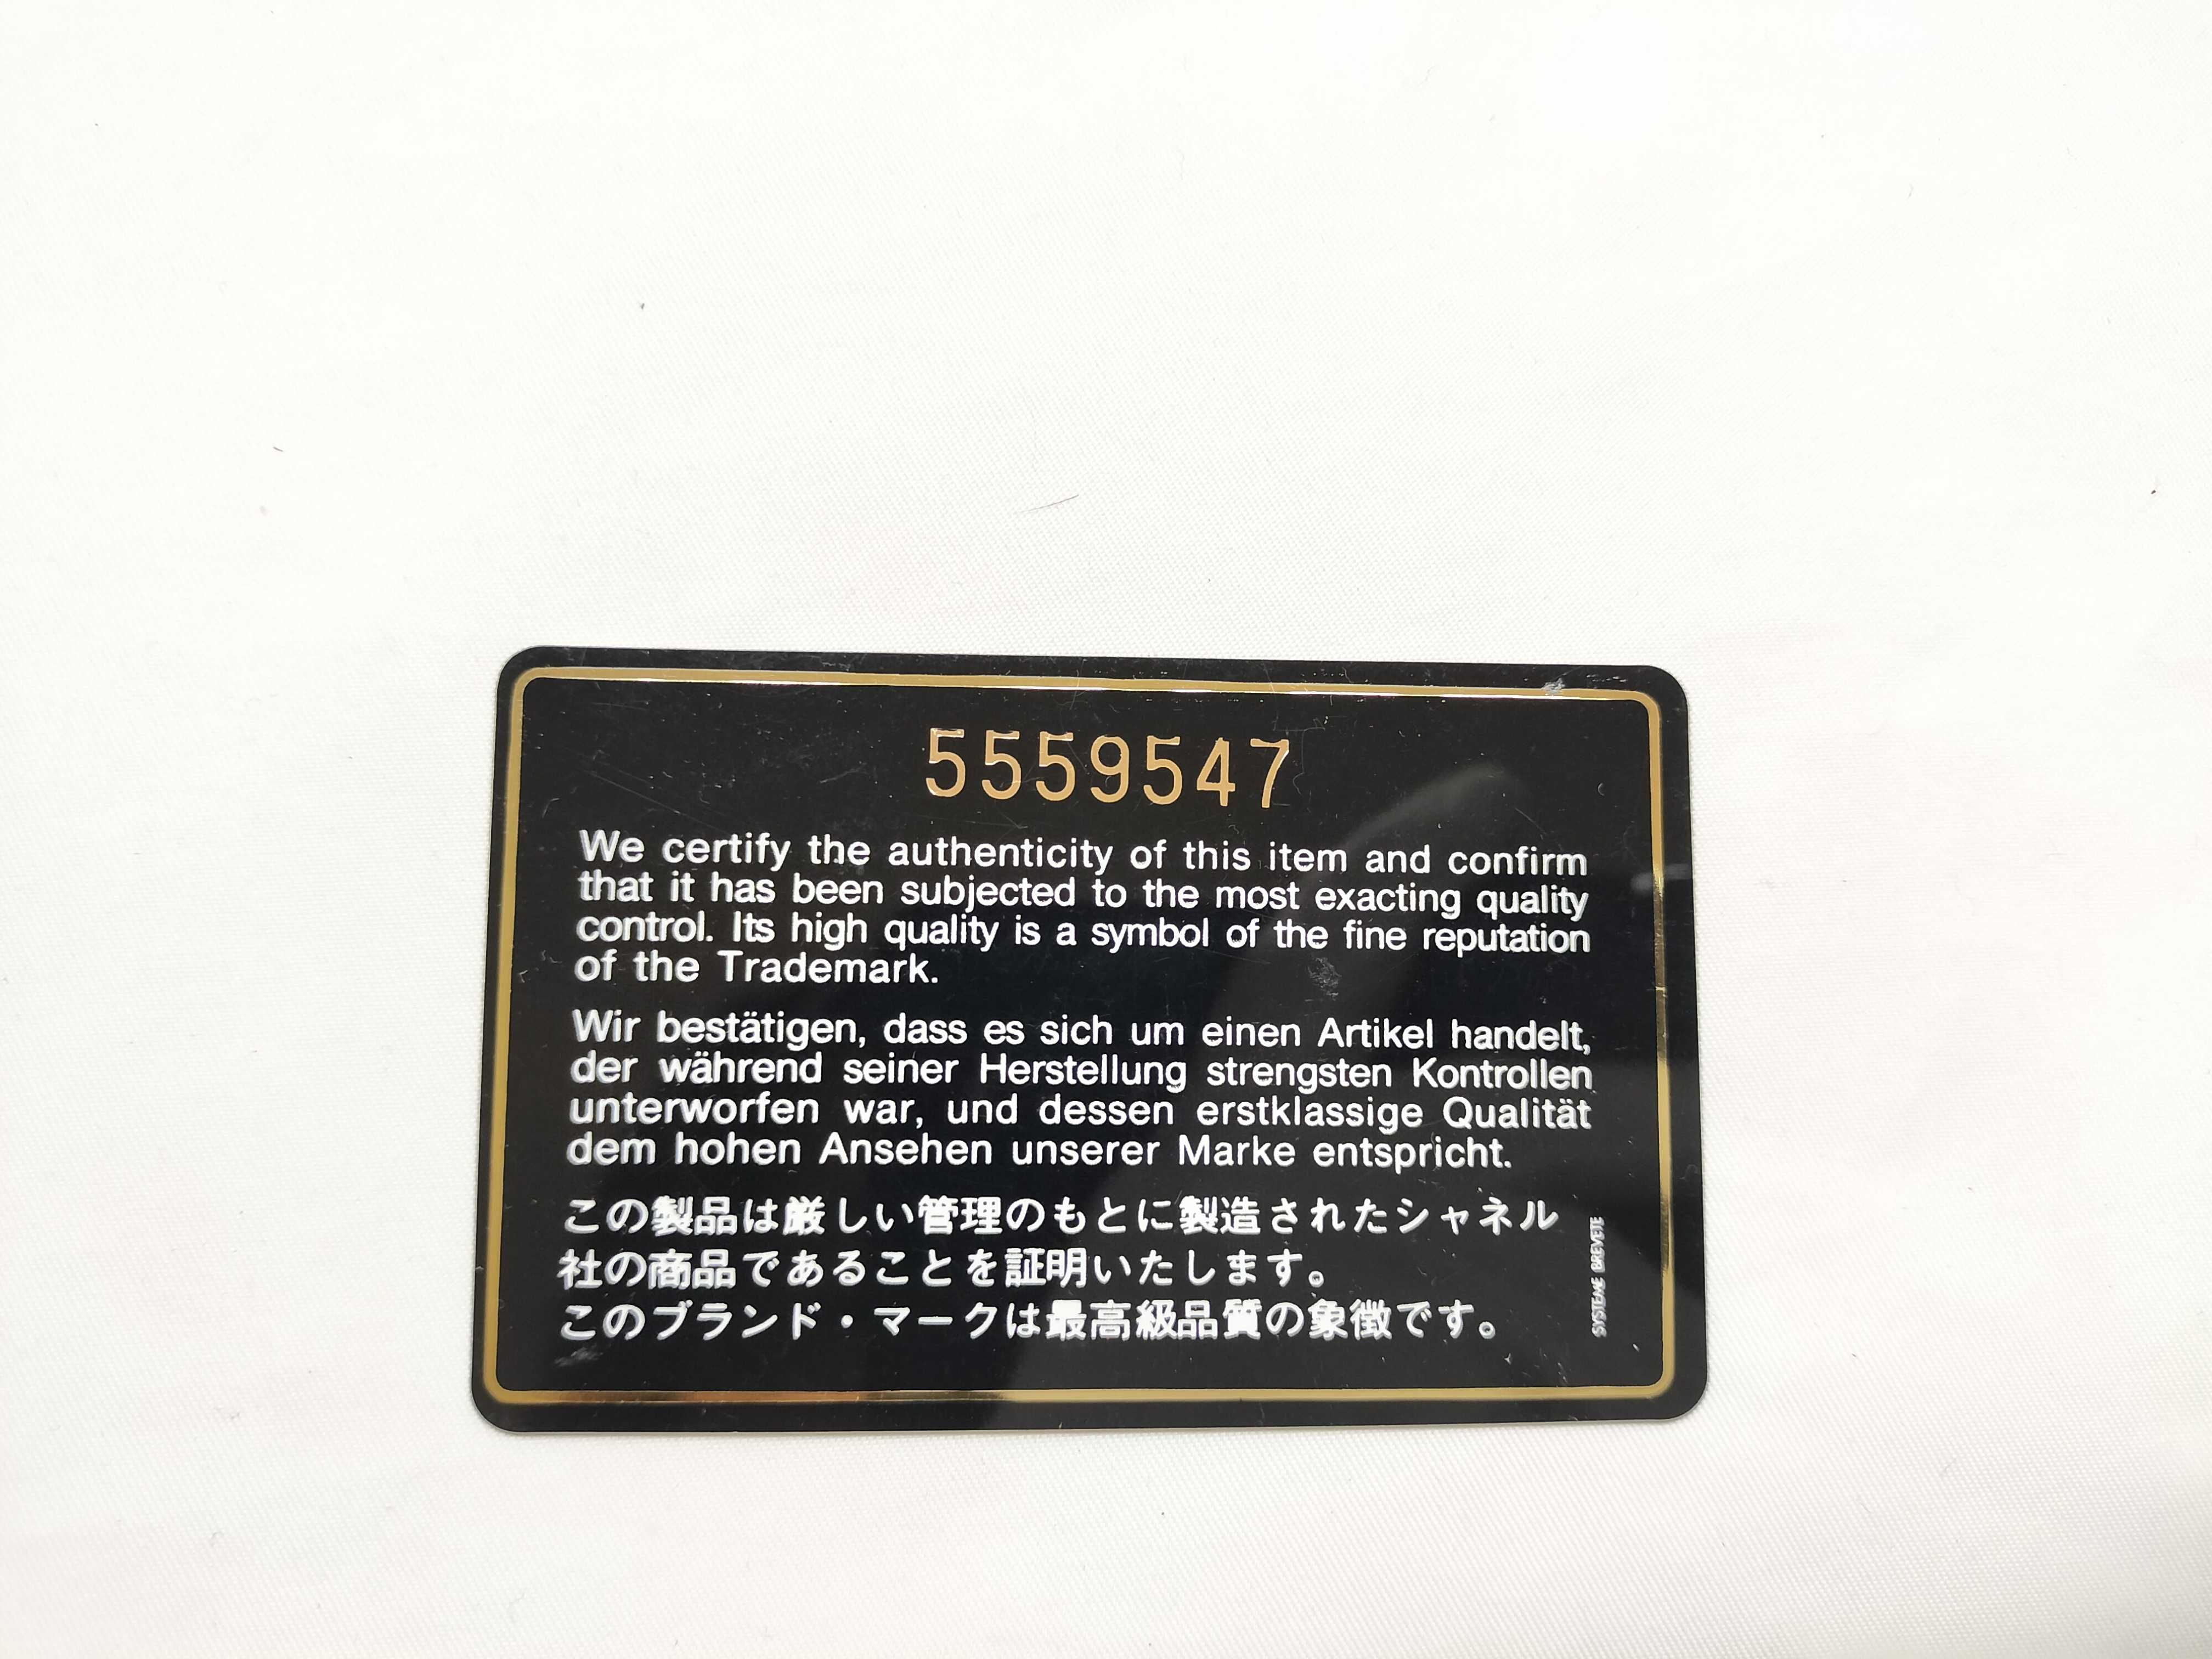 5559547
We certify the authenticity of this item and confirm
that it has been subjected to the most exacting quality
control. Its high quality is a symbol of the fine reputation
of the Trademark.
Wir bestätigen, dass es sich um einen Artikel handelt,
der während seiner Herstellung strengsten Kontrollen
unterworfen war, und dessen erstklassige Qualität
dem hohen Ansehen unserer Marke entspricht.
この製品は厳しい管理のもとに製造されたシャネル
社の商品であることを証明いたします。
このブランド・マークは最高級品質の象徴です。
SYSTEME BREVETE